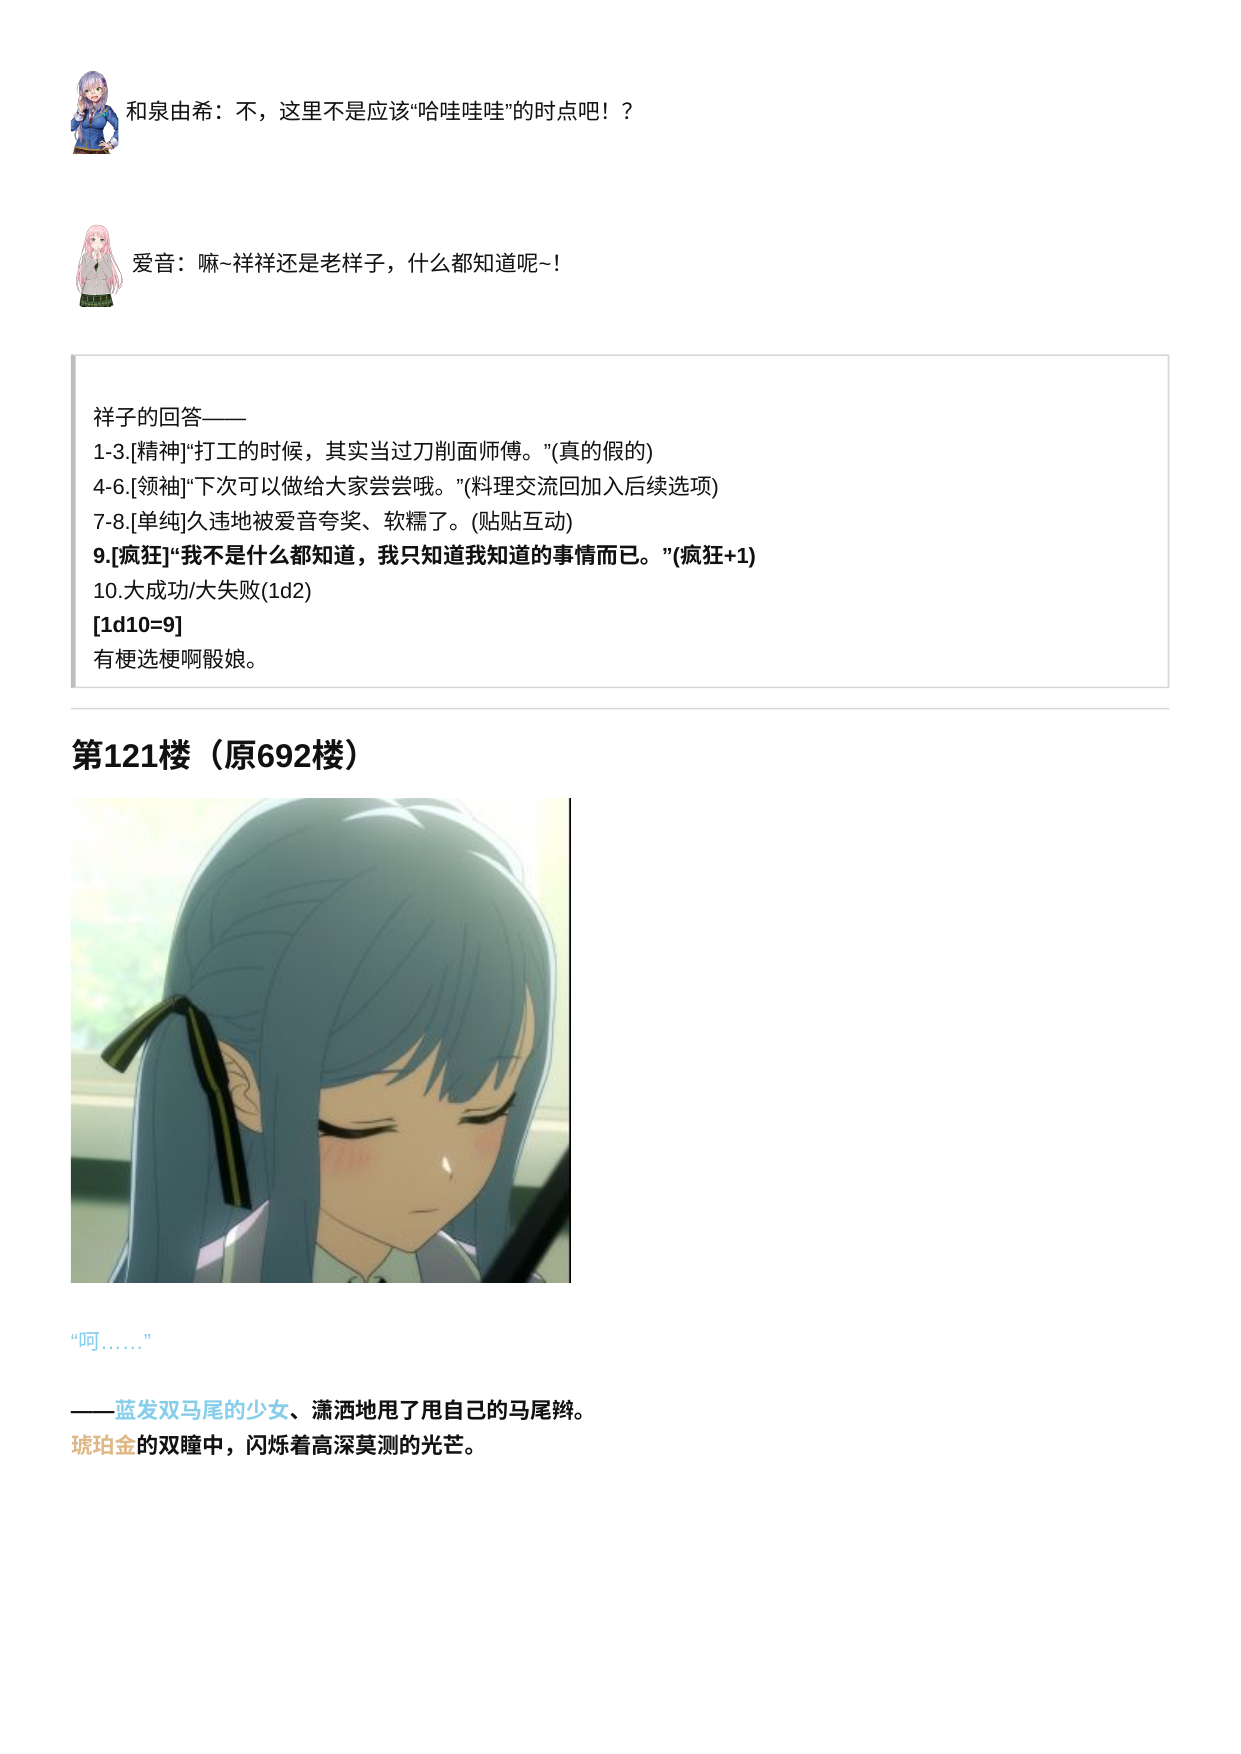 和泉由希：不，这里不是应该“哈哇哇哇”的时点吧！？
爱音：嘛~祥祥还是老样子，什么都知道呢~！
祥子的回答——
1-3.[精神]“打工的时候，其实当过刀削面师傅。”(真的假的)
4-6.[领袖]“下次可以做给大家尝尝哦。”(料理交流回加入后续选项)
7-8.[单纯]久违地被爱音夸奖、软糯了。(贴贴互动)
9.[疯狂]“我不是什么都知道，我只知道我知道的事情而已。”(疯狂+1)
10.大成功/大失败(1d2)
[1d10=9]
有梗选梗啊骰娘。
第121楼（原692楼）
“呵……”
——蓝发双马尾的少女、潇洒地甩了甩自己的马尾辫。
琥珀金的双瞳中，闪烁着高深莫测的光芒。